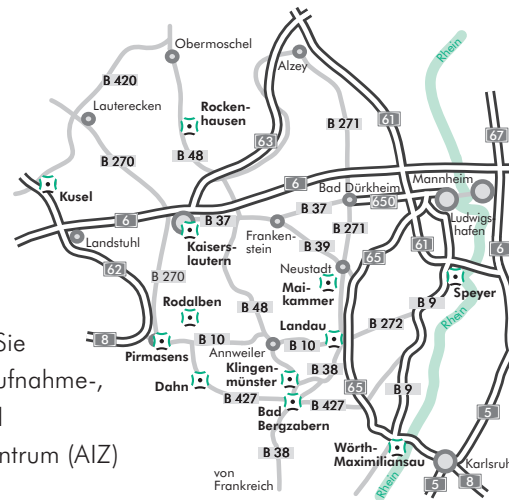 Obermoschel
Alzey
Rhein
B 420
Lauterecken
Rocken-
hausen
B 271
61
67
63
B 270
B 48
Kusel
6
Mannheim
Bad Dürkheim
650
Ludwigs-
hafen
B 37
B 37
6
Franken-
stein
B 271
Landstuhl
Kaisers-
lautern
B 39
61
6
65
62
B 270
Neustadt
Mai-
kammer
Speyer
Rodalben
B 48
B 9
Rhein
B 272
8
Landau
B 10
Annweiler
B 10
Pirmasens
Klingen-
münster
B 38
Dahn
65
B 9
B 427
B 427
Bad
Bergzabern
5
Wörth-
Maximiliansau
B 38
Karlsruh
von
Frankreich
Rhein
5
8
Sie
ufnahme-,
d
entrum (AIZ)